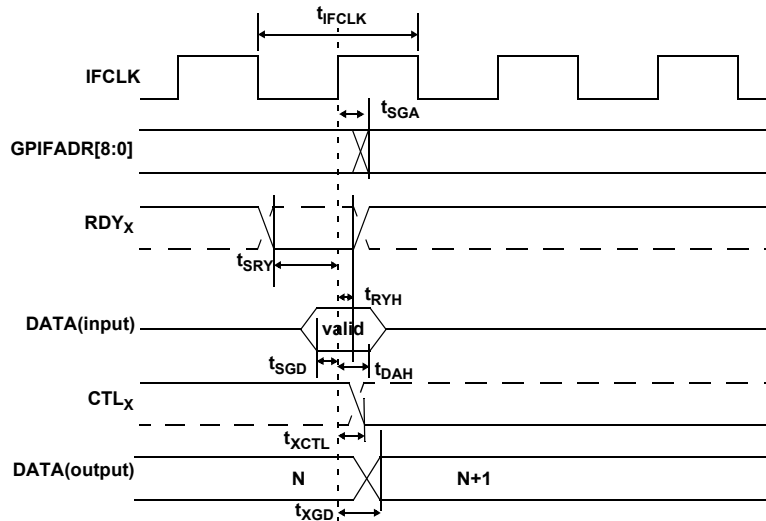 tIFCLK
IFCLK
tSGA
GPIFADR[8:0]
RDYX
tSRY
tRYH
DATA(input)
valid
tSGD
tDAH
CTLX
tXCTL
DATA(output)
N
N+1
tXGD